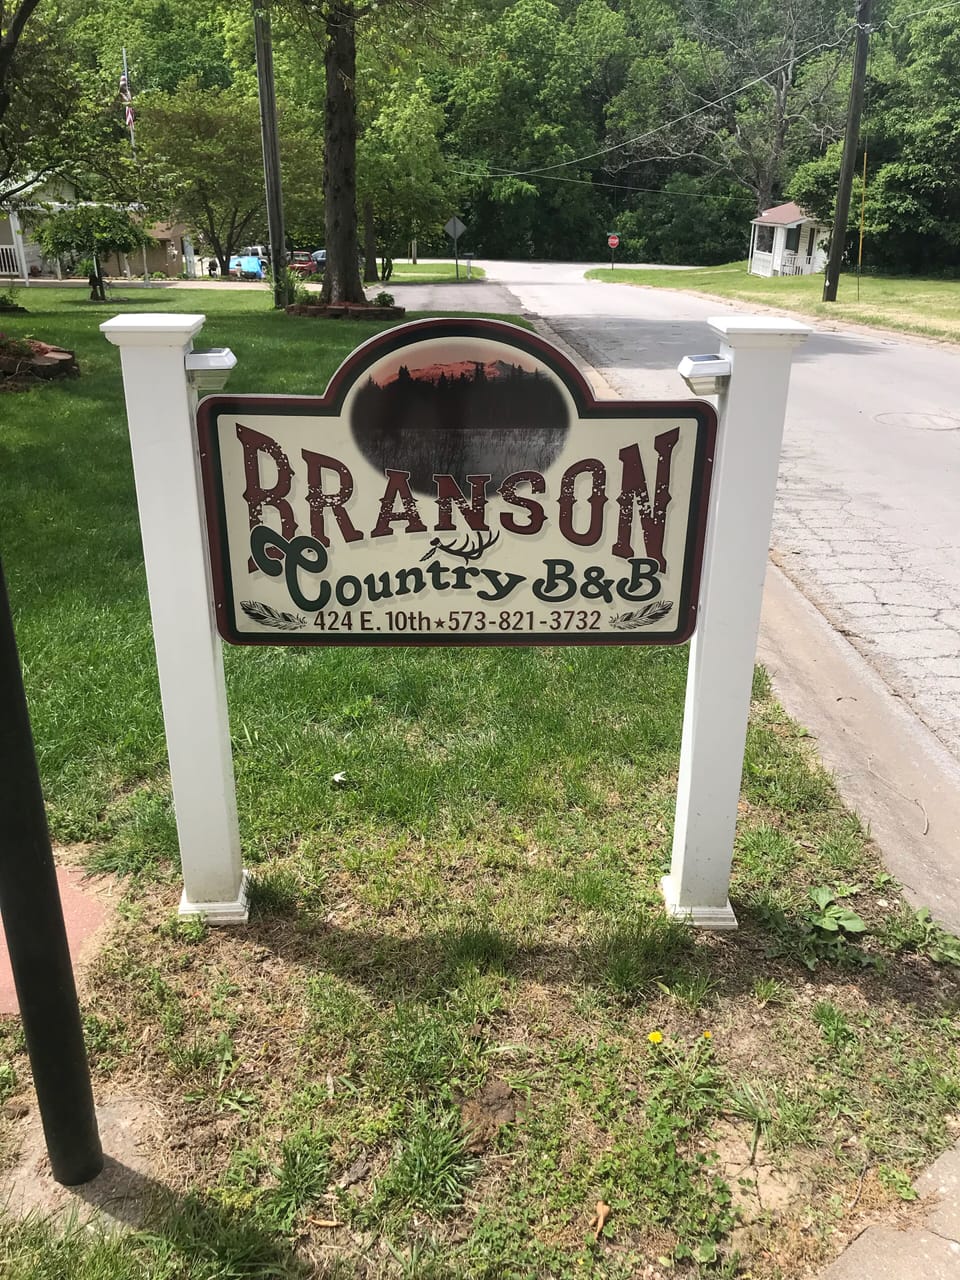 BRANSON
Country B&B
424 E. 10th★573-821-3732